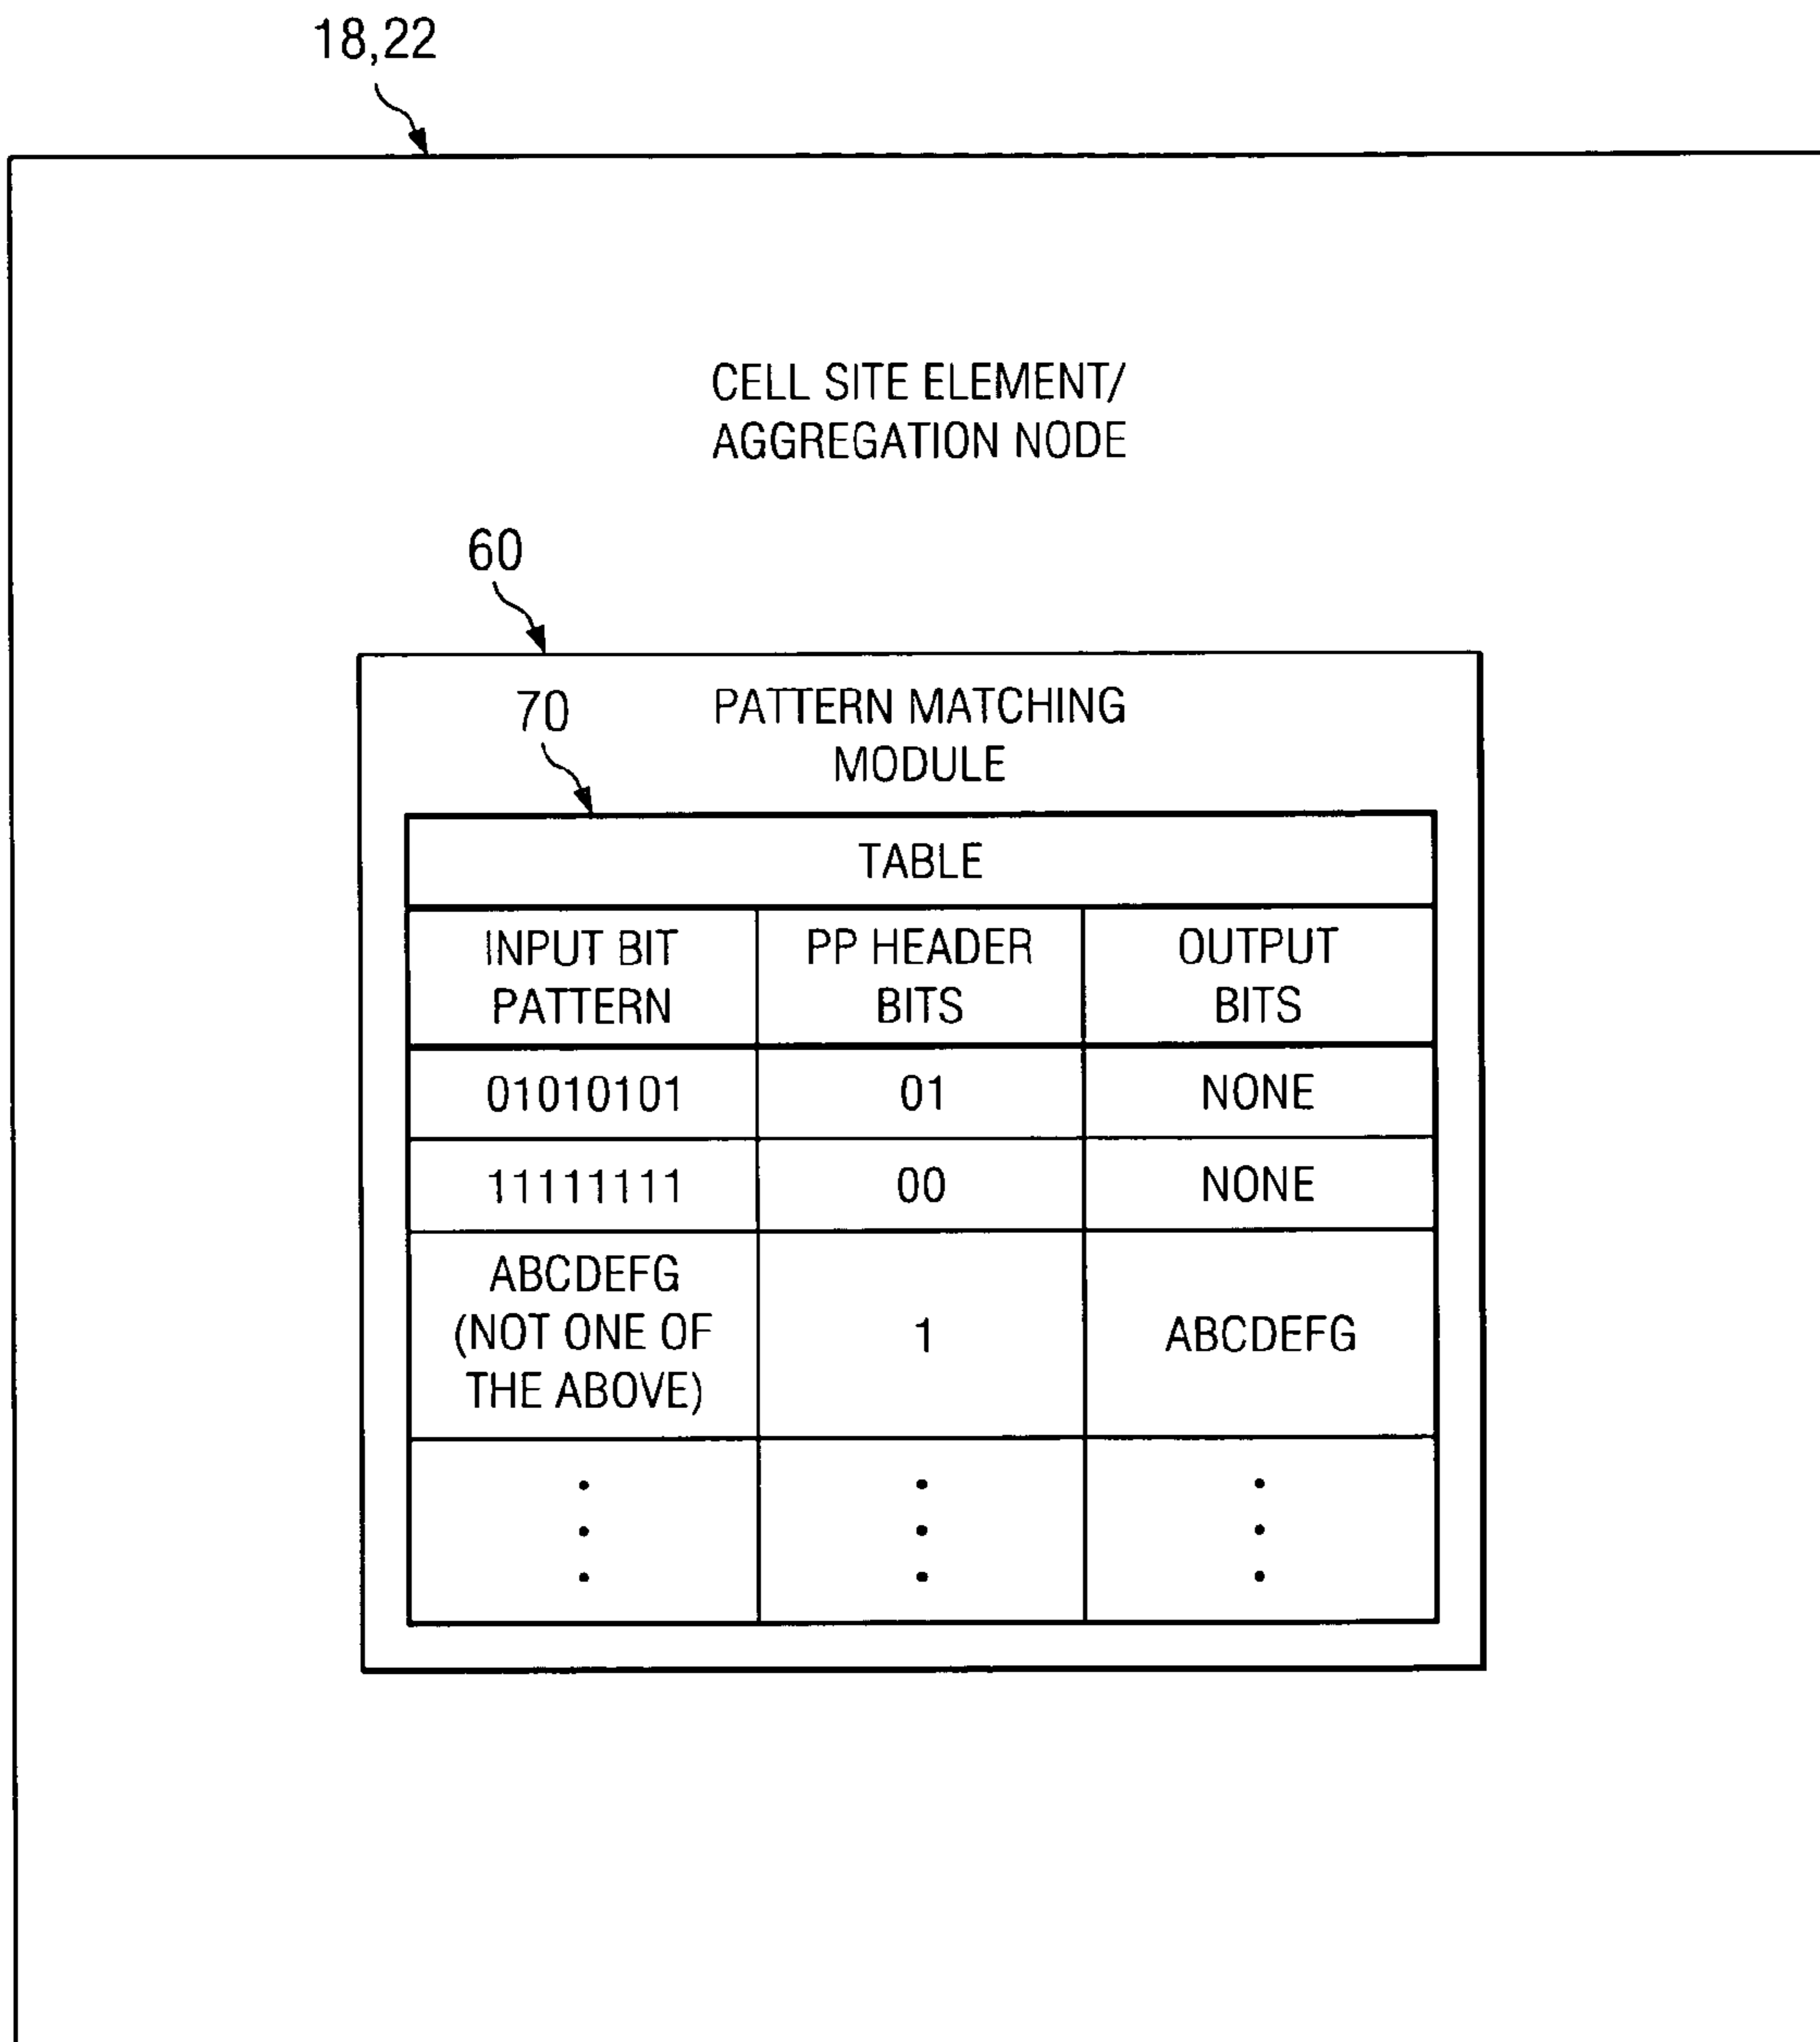 18,22
CELL SITE ELEMENT/
AGGREGATION NODE
60
PATTERN MATCHING
MODULE
70
TABLE
INPUT BIT
PATTERN
PP HEADER
BITS
OUTPUT
BITS
01010101
01
NONE
11111111
00
NONE
ABCDEFG
(NOT ONE OF
THE ABOVE)
1
ABCDEFG